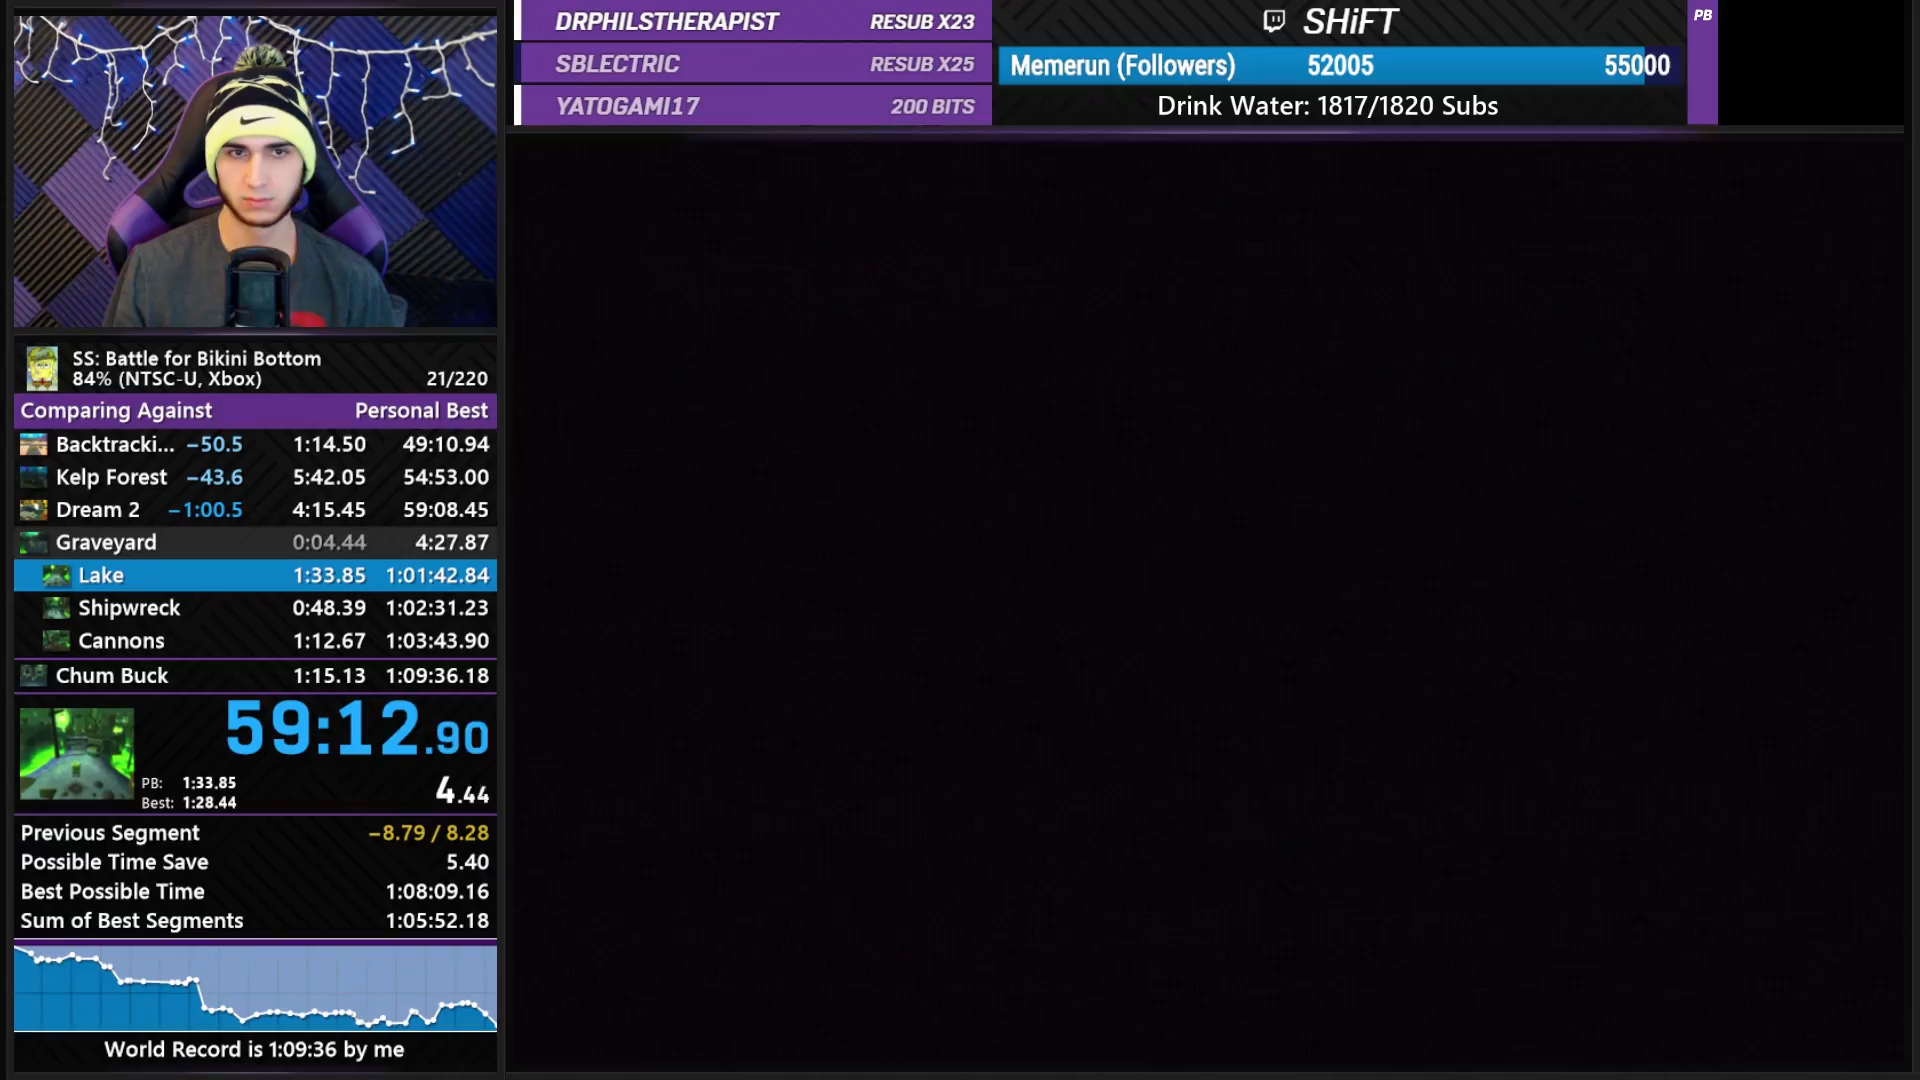 DRPHILSTHERAPIST RESUB X23
SBLECTRIC RESUB X25
YATOGAMI17 200 BITS
SHiFT
Memerun (Followers) 52005 55000
Drink Water: 1817/1820 Subs
PB
SS: Battle for Bikini Bottom
84% (NTSC-U, Xbox) 21/220
Comparing Against Personal Best
Backtracki... −50.5 1:14.50 49:10.94
Kelp Forest −43.6 5:42.05 54:53.00
Dream 2 −1:00.5 4:15.45 59:08.45
Graveyard 0:04.44 4:27.87
Lake 1:33.85 1:01:42.84
Shipwreck 0:48.39 1:02:31.23
Cannons 1:12.67 1:03:43.90
Chum Buck 1:15.13 1:09:36.18
59:12.90
PB: 1:33.85
Best: 1:28.44
4.44
Previous Segment −8.79 / 8.28
Possible Time Save 5.40
Best Possible Time 1:08:09.16
Sum of Best Segments 1:05:52.18
World Record is 1:09:36 by me